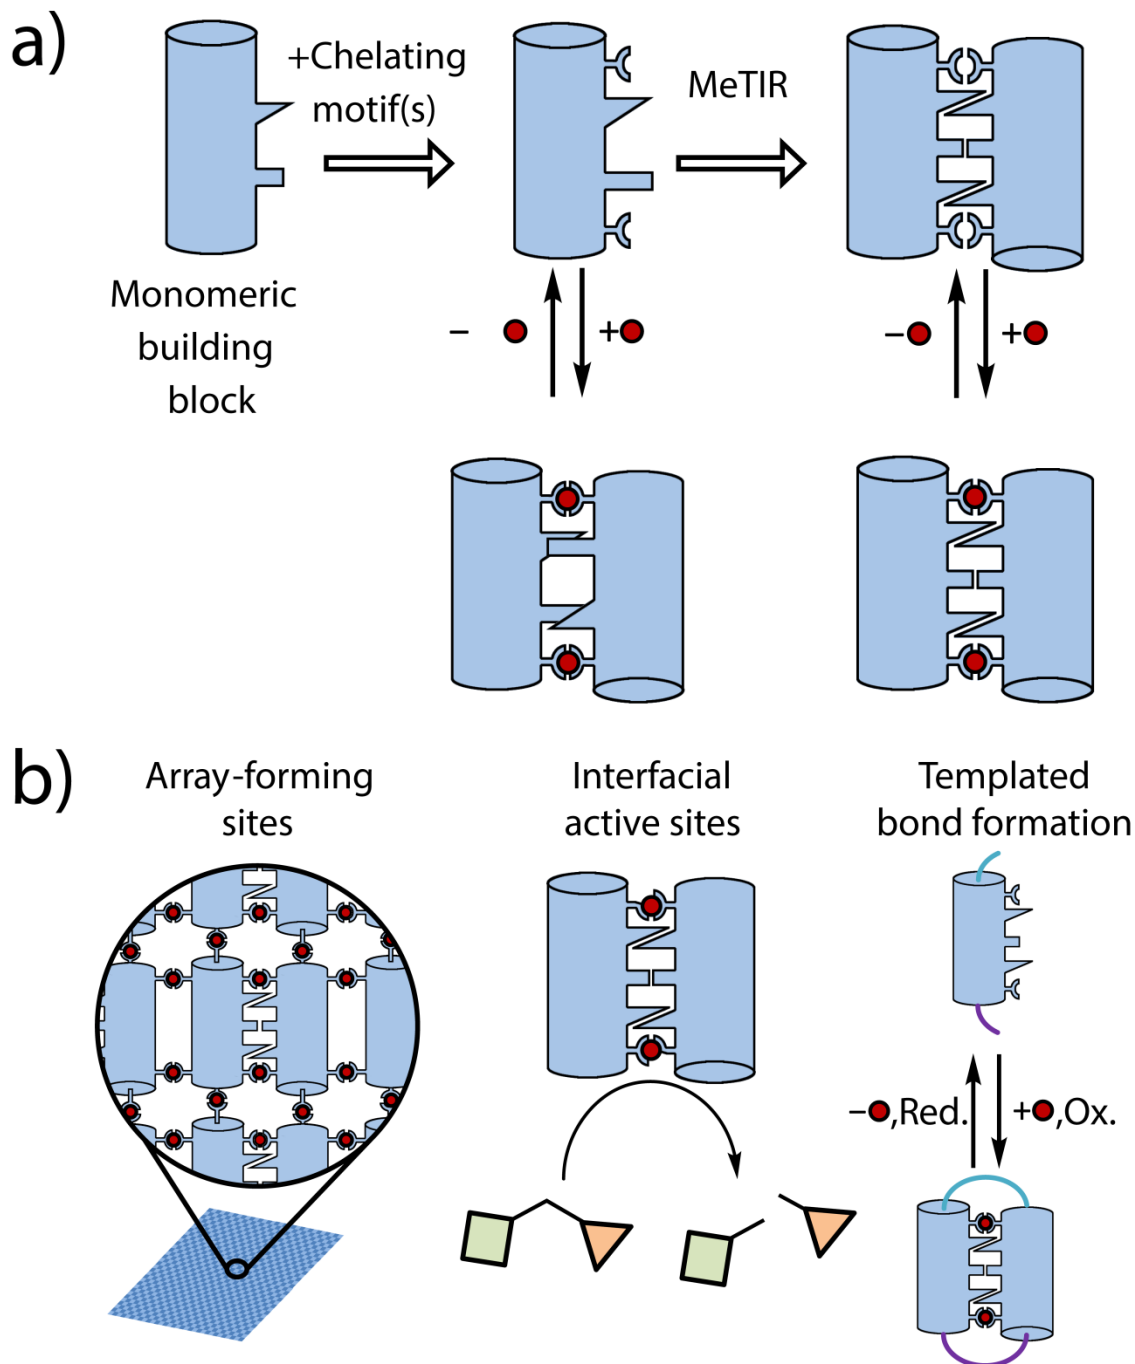 a)
+Chelating
motif(s)
MeTIR
Monomeric
building
block
−
+
−
+
b)
Array-forming
sites
Interfacial
active sites
Templated
bond formation
− ,Red.
+ ,Ox.